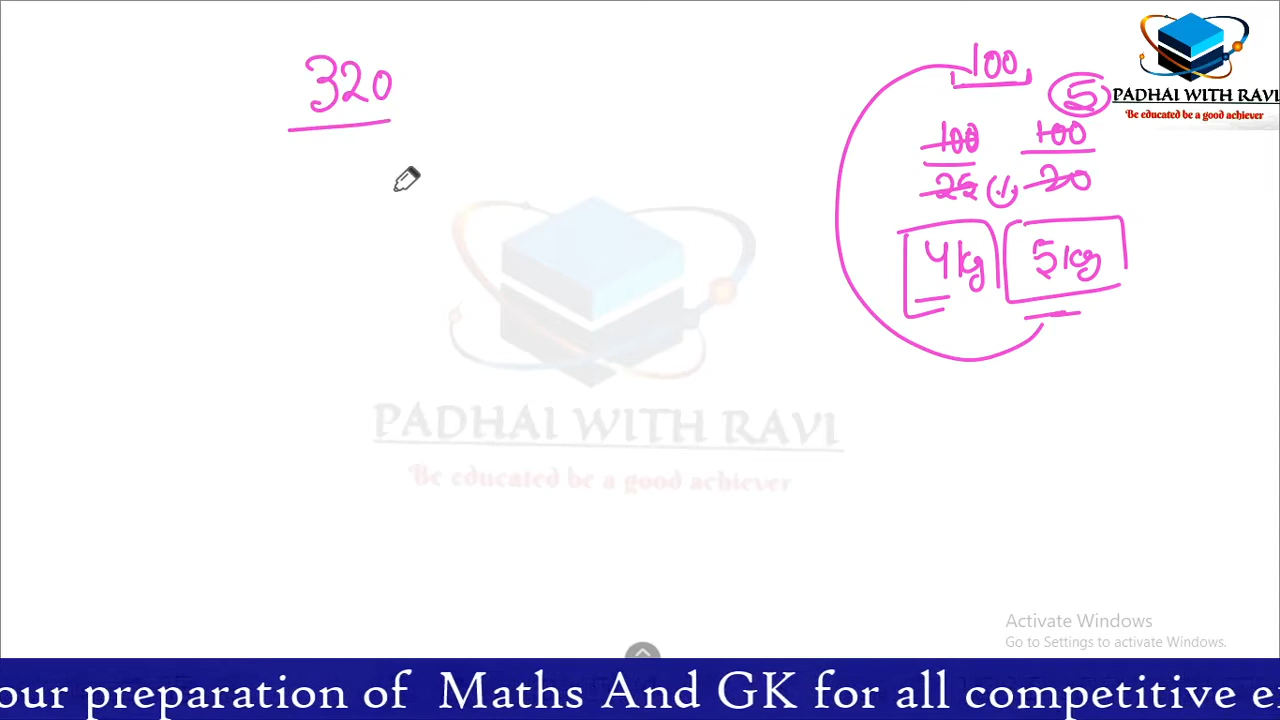 320
100
5
100 100
25 20
4kg 5kg
PADHAI WITH RAVI
Be educated be a good achiever
PADHAI WITH RAVI
Be educated be a good achiever
Activate Windows
Go to Settings to activate Windows.
our preparation of Maths And GK for all competitive e